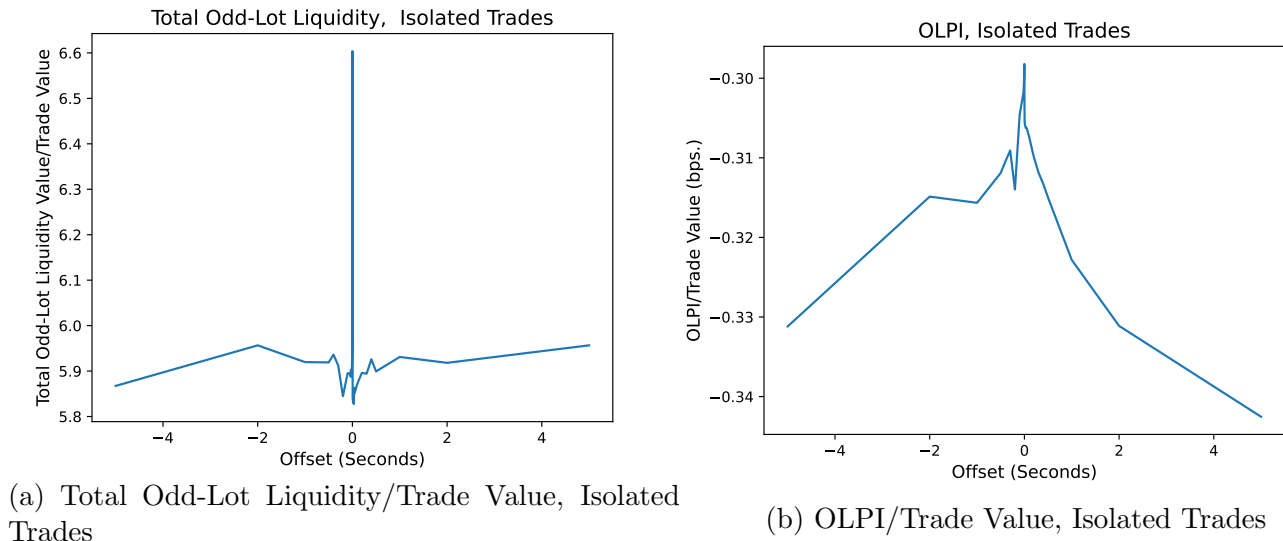 Total Odd-Lot Liquidity,  Isolated Trades
Total Odd-Lot Liquidity Value/Trade Value
6.6
6.5
6.4
6.3
6.2
6.1
6.0
5.9
5.8
−4
−2
0
2
4
Offset (Seconds)
(a) Total Odd-Lot Liquidity/Trade Value, Isolated
Trades
OLPI, Isolated Trades
OLPI/Trade Value (bps.)
−0.30
−0.31
−0.32
−0.33
−0.34
−4
−2
0
2
4
Offset (Seconds)
(b) OLPI/Trade Value, Isolated Trades